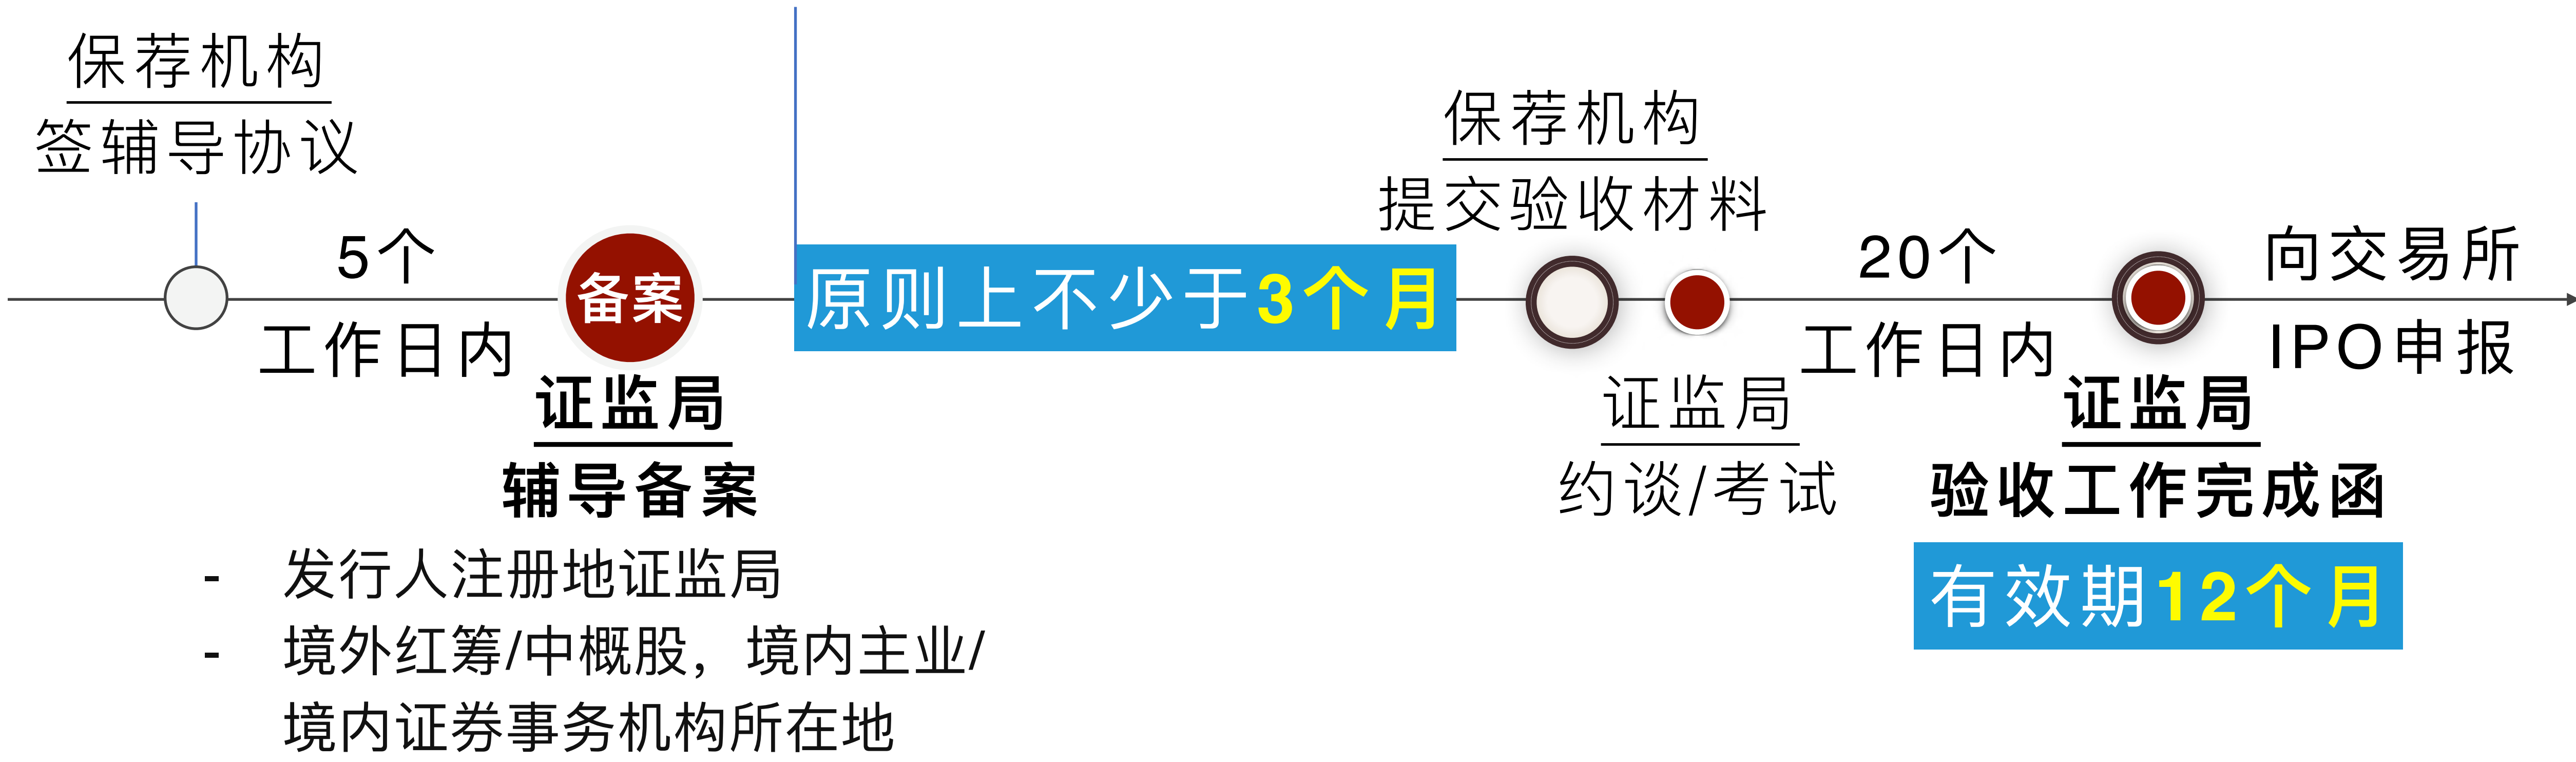 保荐机构
签辅导协议
5个
工作日内
备案
证监局
辅导备案
- 发行人注册地证监局
- 境外红筹/中概股，境内主业/
境内证券事务机构所在地
原则上不少于3个月
保荐机构
提交验收材料
证监局
约谈/考试
20个
工作日内
证监局
验收工作完成函
有效期12个月
向交易所
IPO申报